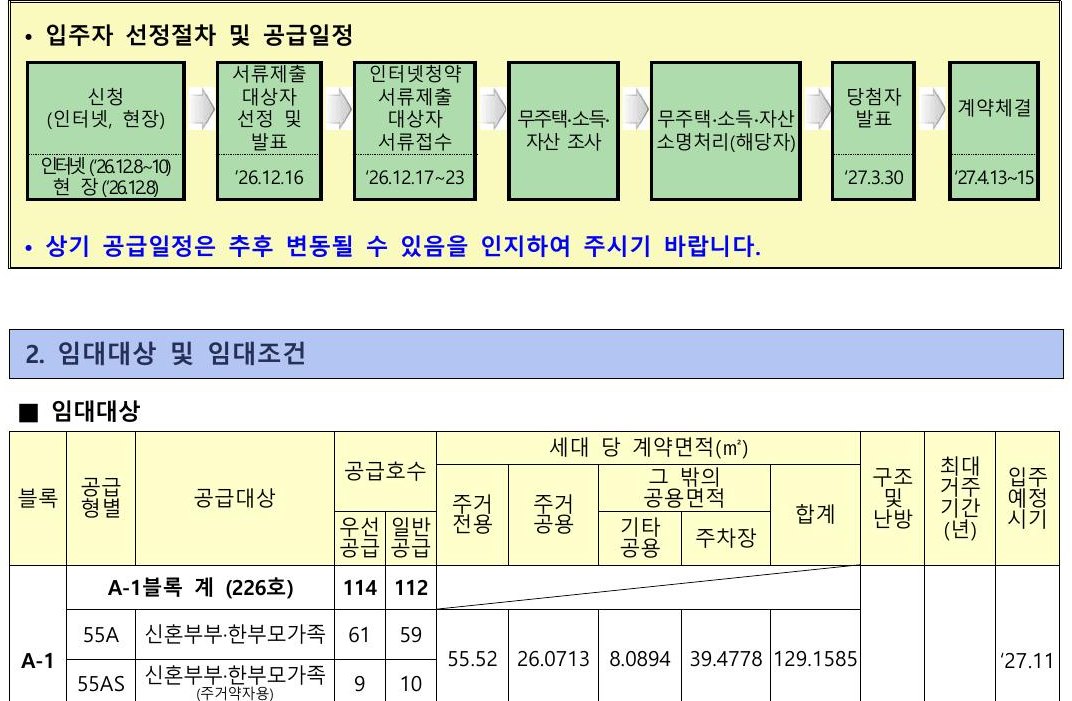 • 입주자 선정절차 및 공급일정
신청
(인터넷, 현장)
인터넷 (‘26.12.8~10)
현 장 (‘26.12.8)
서류제출
대상자
선정 및
발표
‘26.12.16
인터넷청약
서류제출
대상자
서류접수
‘26.12.17~23
무주택·소득·
자산 조사
무주택·소득·자산
소명처리(해당자)
당첨자
발표
‘27.3.30
계약체결
‘27.4.13~15
• 상기 공급일정은 추후 변동될 수 있음을 인지하여 주시기 바랍니다.
2. 임대대상 및 임대조건
■ 임대대상
블록
공급
형별
공급대상
공급호수
우선
공급
일반
공급
세대 당 계약면적(㎡)
주거
전용
주거
공용
그 밖의
공용면적
기타
공용
주차장
합계
구조
및
난방
최대
거주
기간
(년)
입주
예정
시기
A-1
A-1블록 계 (226호) 114 112
55A 신혼부부·한부모가족 61 59
55.52 26.0713 8.0894 39.4778 129.1585
‘27.11
55AS 신혼부부·한부모가족
(주거약자용)
9 10